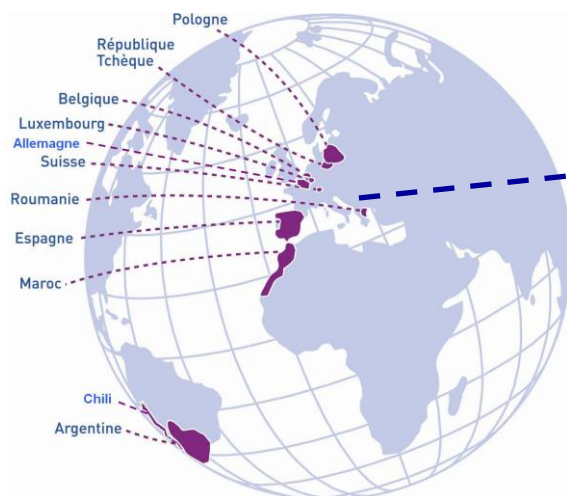 Pologne
République
Tchèque
Belgique
Luxembourg
Allemagne
Suisse
Roumanie
Espagne
Maroc
Chili
Argentine